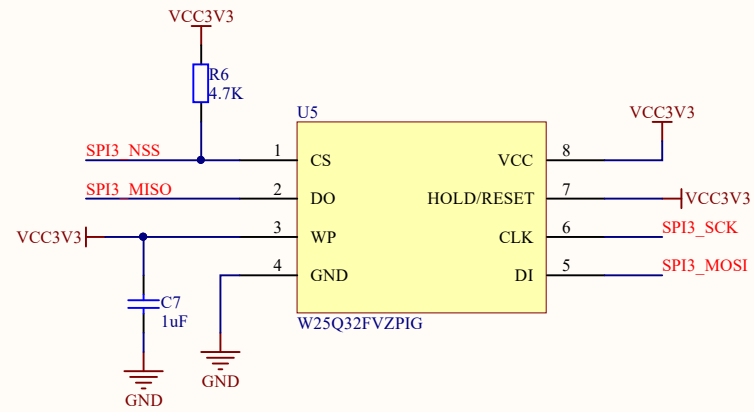 VCC3V3
R6
4.7K
U5
VCC3V3
SPI3_NSS
1
CS
VCC
8
SPI3_MISO
2
DO
HOLD/RESET
7
VCC3V3
VCC3V3
3
WP
CLK
6
SPI3_SCK
4
GND
DI
5
SPI3_MOSI
C7
1uF
W25Q32FVZPIG
GND
GND